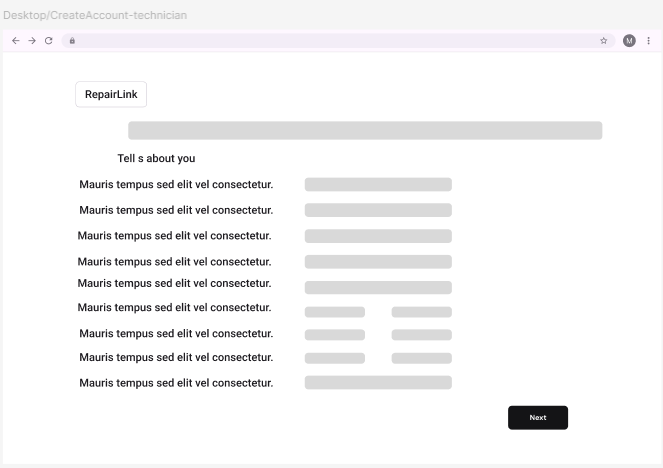 Desktop/CreateAccount-technician
M
RepairLink
Tell s about you
Mauris tempus sed elit vel consectetur.
Mauris tempus sed elit vel consectetur.
Mauris tempus sed elit vel consectetur.
Mauris tempus sed elit vel consectetur.
Mauris tempus sed elit vel consectetur.
Mauris tempus sed elit vel consectetur.
Mauris tempus sed elit vel consectetur.
Mauris tempus sed elit vel consectetur.
Mauris tempus sed elit vel consectetur.
Next